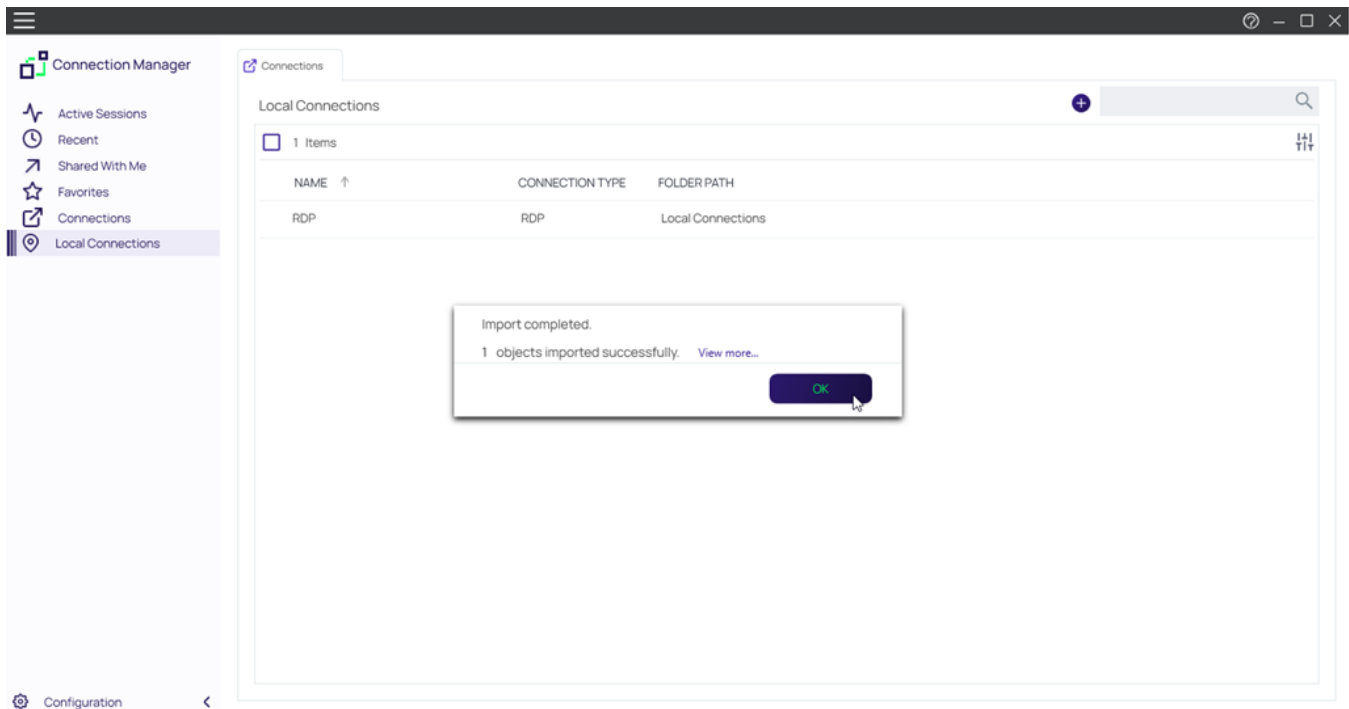 Connection Manager
Active Sessions
Recent
Shared With Me
Favorites
Connections
Local Connections
Configuration
Connections
Local Connections
1 Items
NAME CONNECTION TYPE FOLDER PATH
RDP RDP Local Connections
Import completed.
1 objects imported successfully. View more...
OK